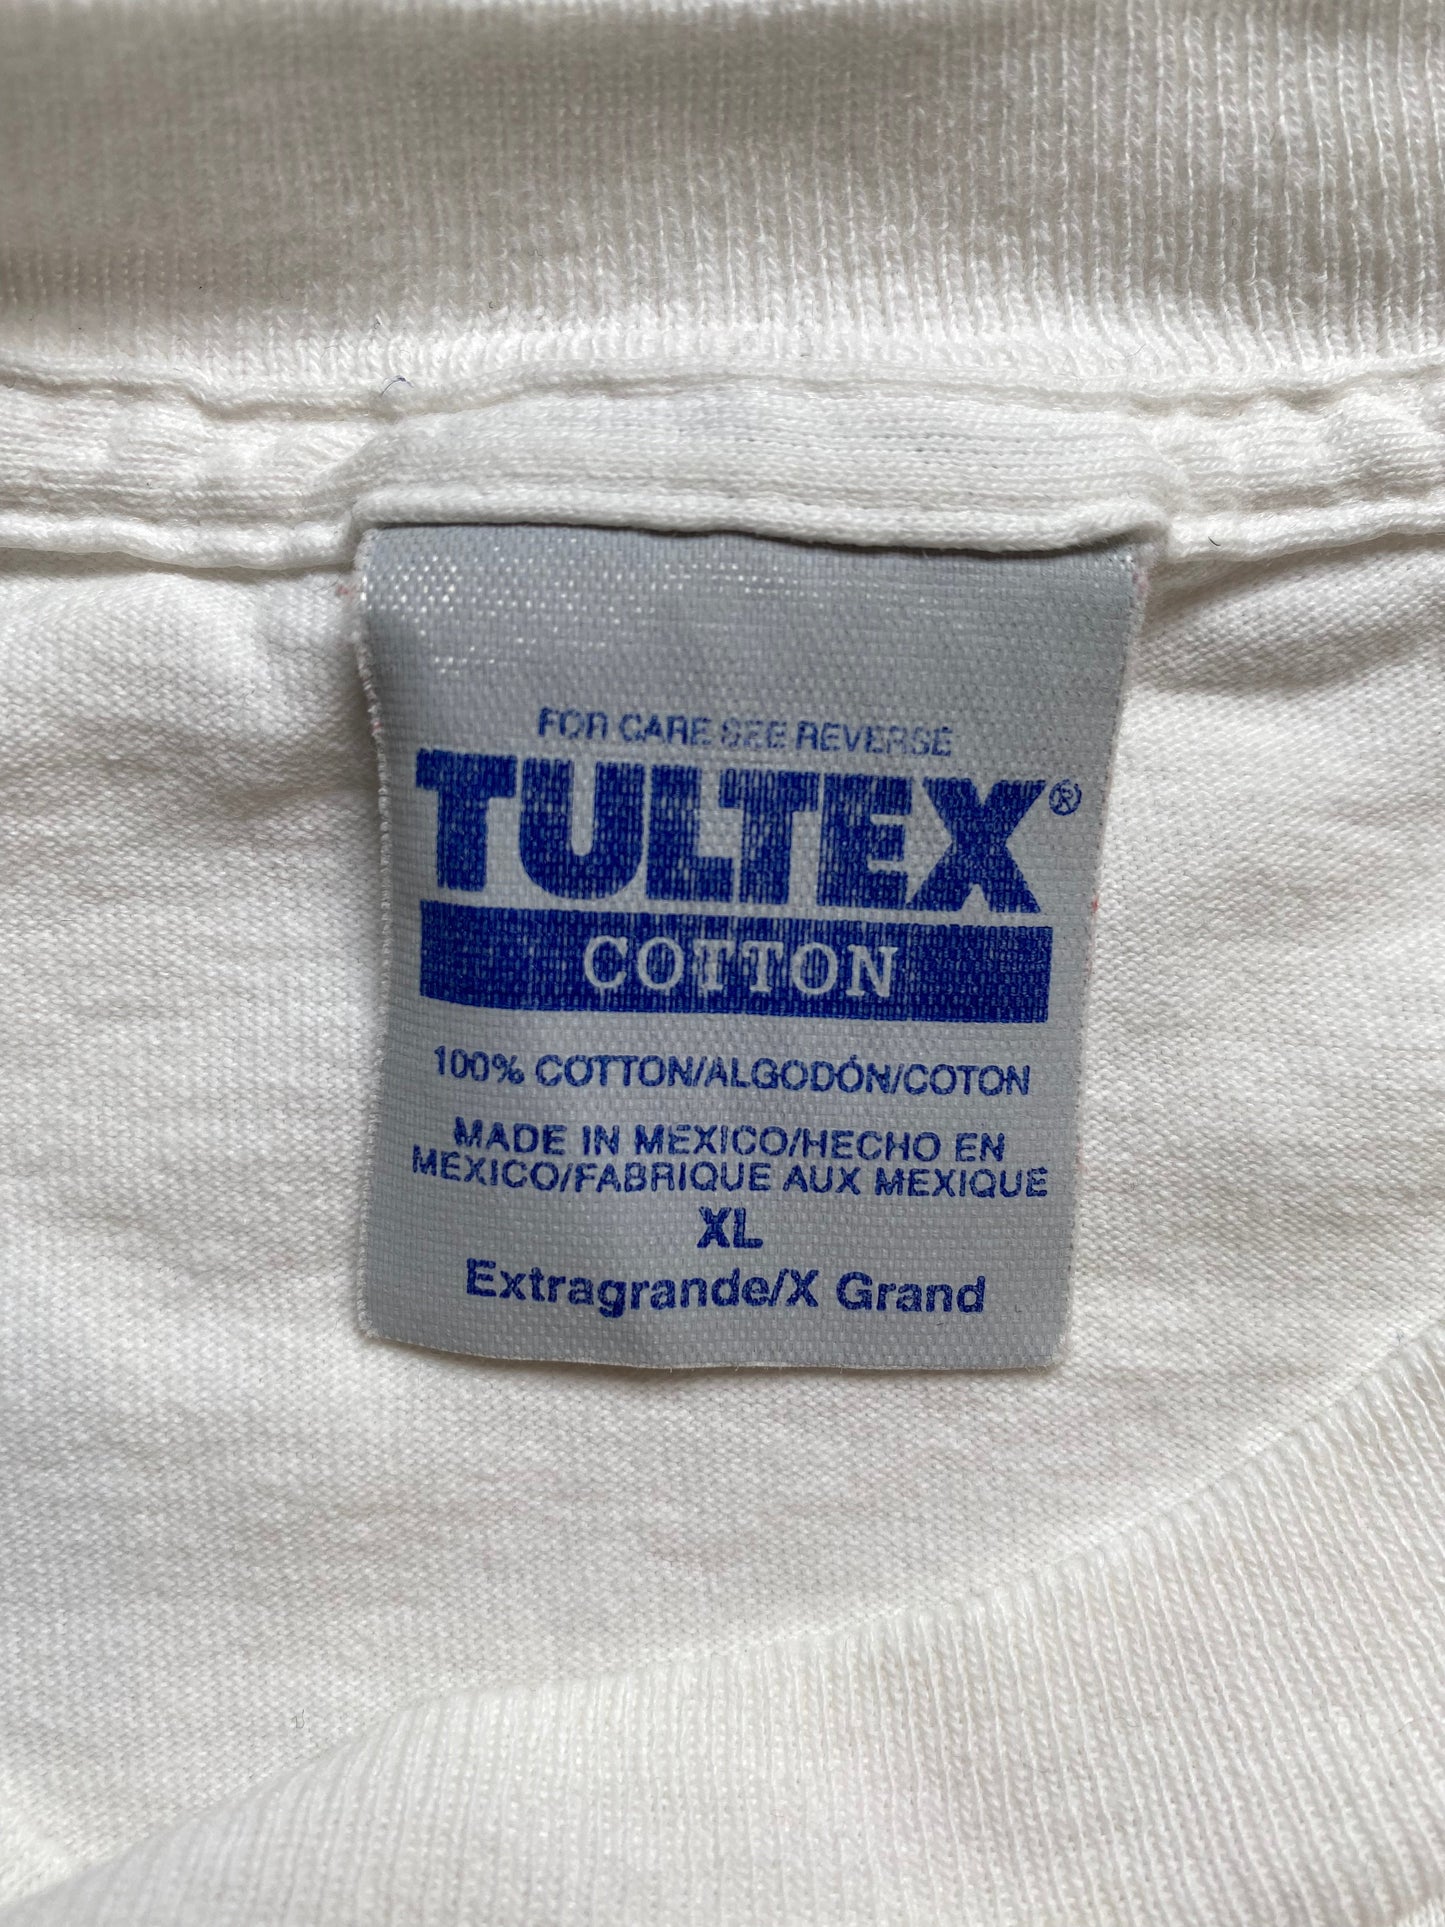 FOR CARE SEE REVERSE
TULTEX®
COTTON
100% COTTON/ALGODÓN/COTON
MADE IN MEXICO/HECHO EN
MEXICO/FABRIQUE AUX MEXIQUE
XL
Extragrande/X Grand